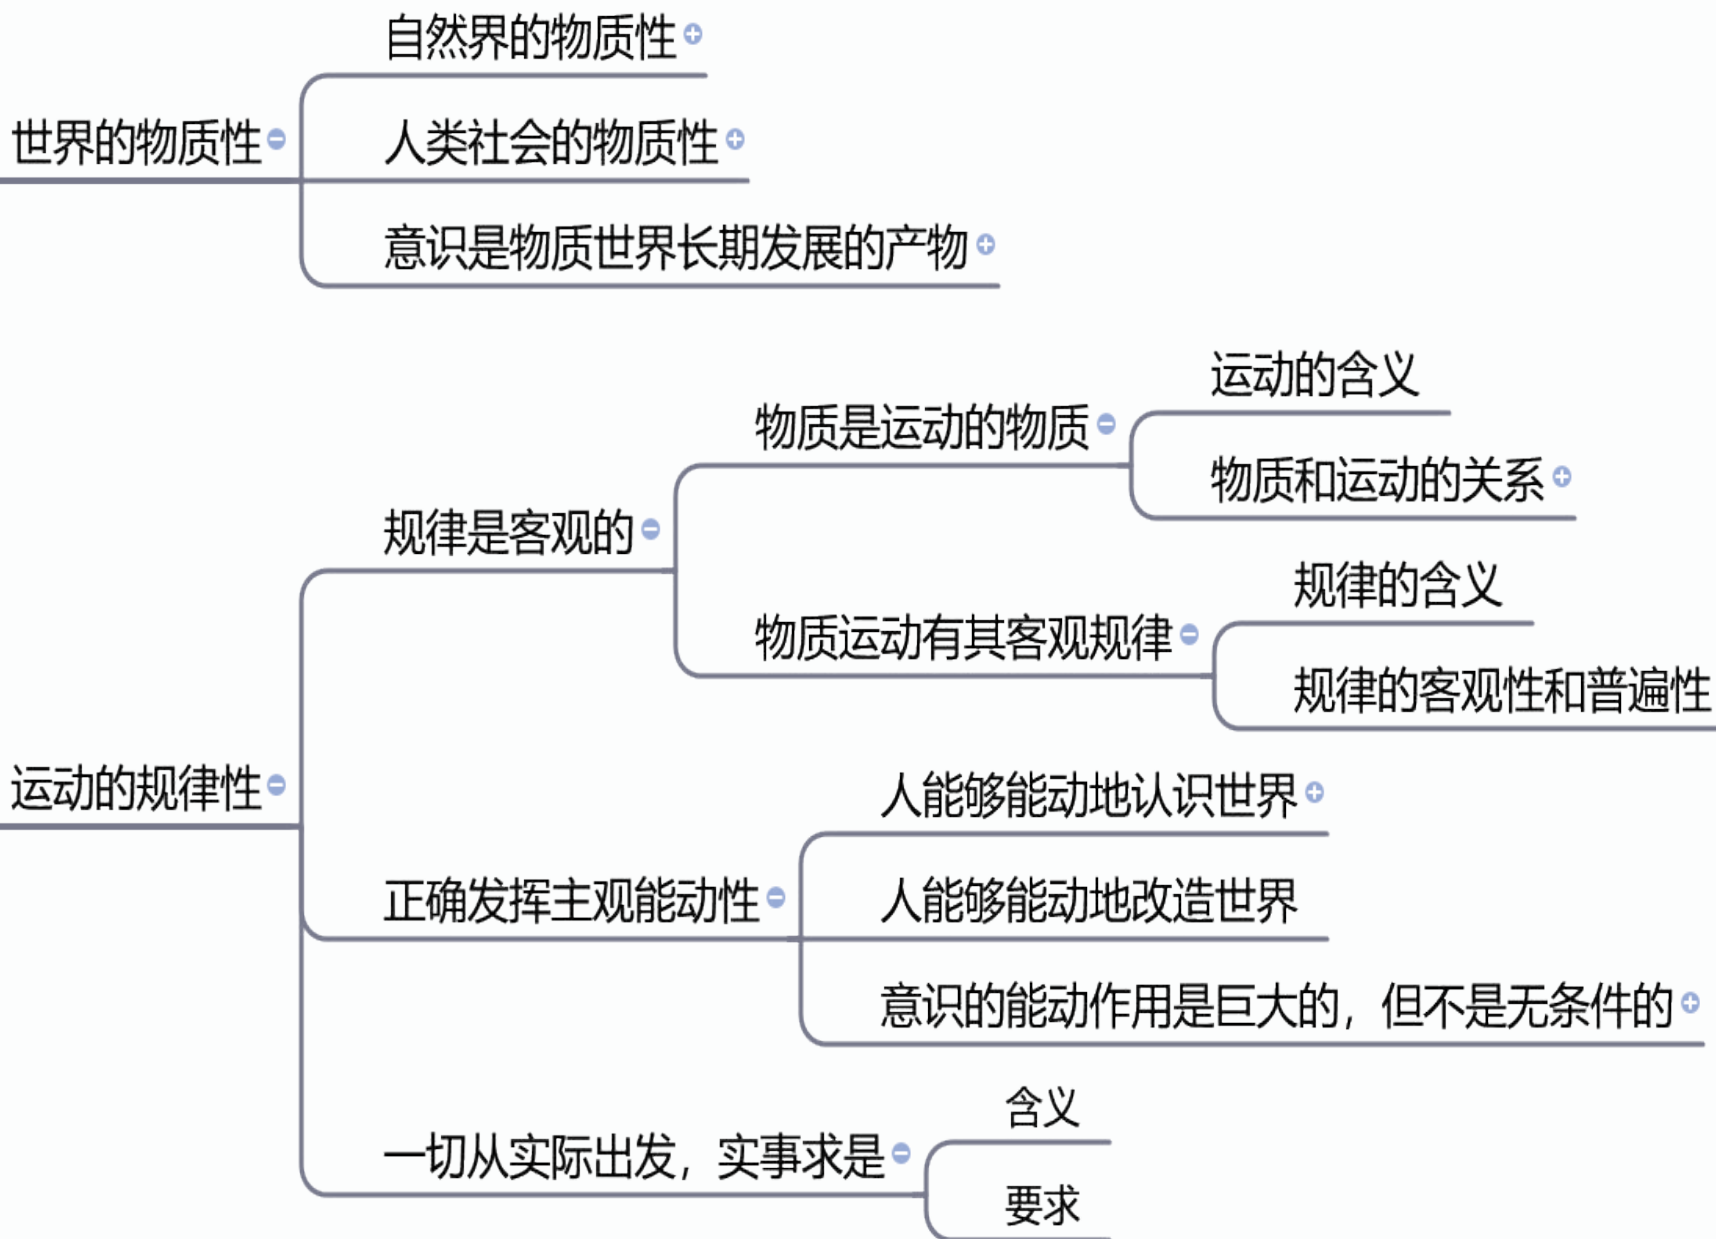 自然界的物质性
世界的物质性
人类社会的物质性
意识是物质世界长期发展的产物
运动的含义
物质是运动的物质
物质和运动的关系
规律是客观的
规律的含义
物质运动有其客观规律
规律的客观性和普遍性
运动的规律性
人能够能动地认识世界
正确发挥主观能动性
人能够能动地改造世界
意识的能动作用是巨大的，但不是无条件的
含义
一切从实际出发，实事求是
要求